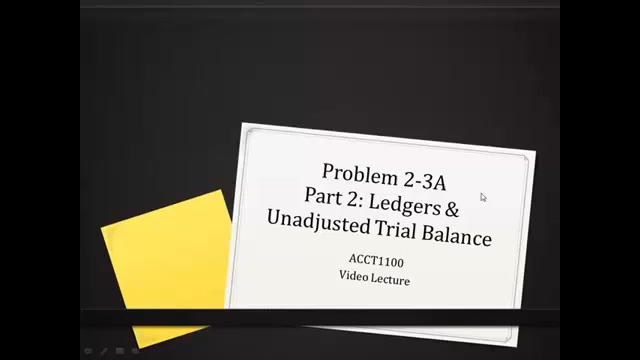 Problem 2-3A
Part 2: Ledgers &
Unadjusted Trial Balance
ACCT1100
Video Lecture